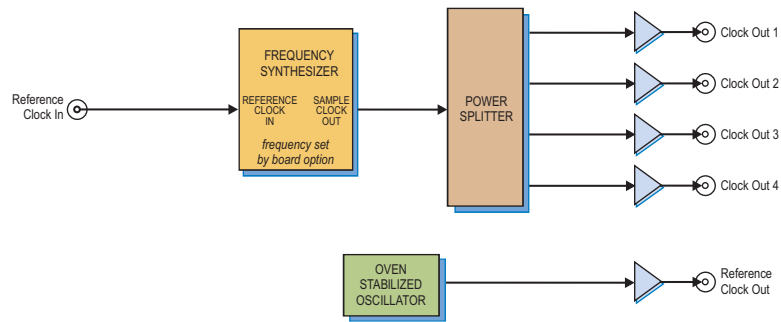 Reference
Clock In
FREQUENCY
SYNTHESIZER
REFERENCE
CLOCK
IN
SAMPLE
CLOCK
OUT
frequency set
by board option
POWER
SPLITTER
Clock Out 1
Clock Out 2
Clock Out 3
Clock Out 4
OVEN
STABILIZED
OSCILLATOR
Reference
Clock Out